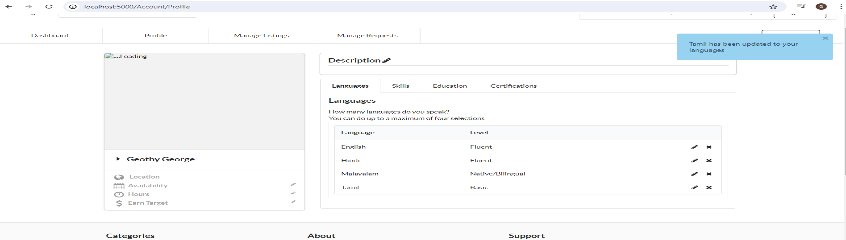 localhost:5000/Account/Profile
Dashboard
Profile
Manage Listings
Manage Requests
Tamil has been updated to your
languages
...Loading
Description
Languages
Skills
Education
Certifications
Languages
How many languages do you speak?
You can do up to a maximum of four selections
Language Level
English Fluent
Hindi Fluent
Malayalam Native/Bilingual
Tamil Basic
Geothy George
Location
Availability
Hours
Earn Target
Categories
About
Support